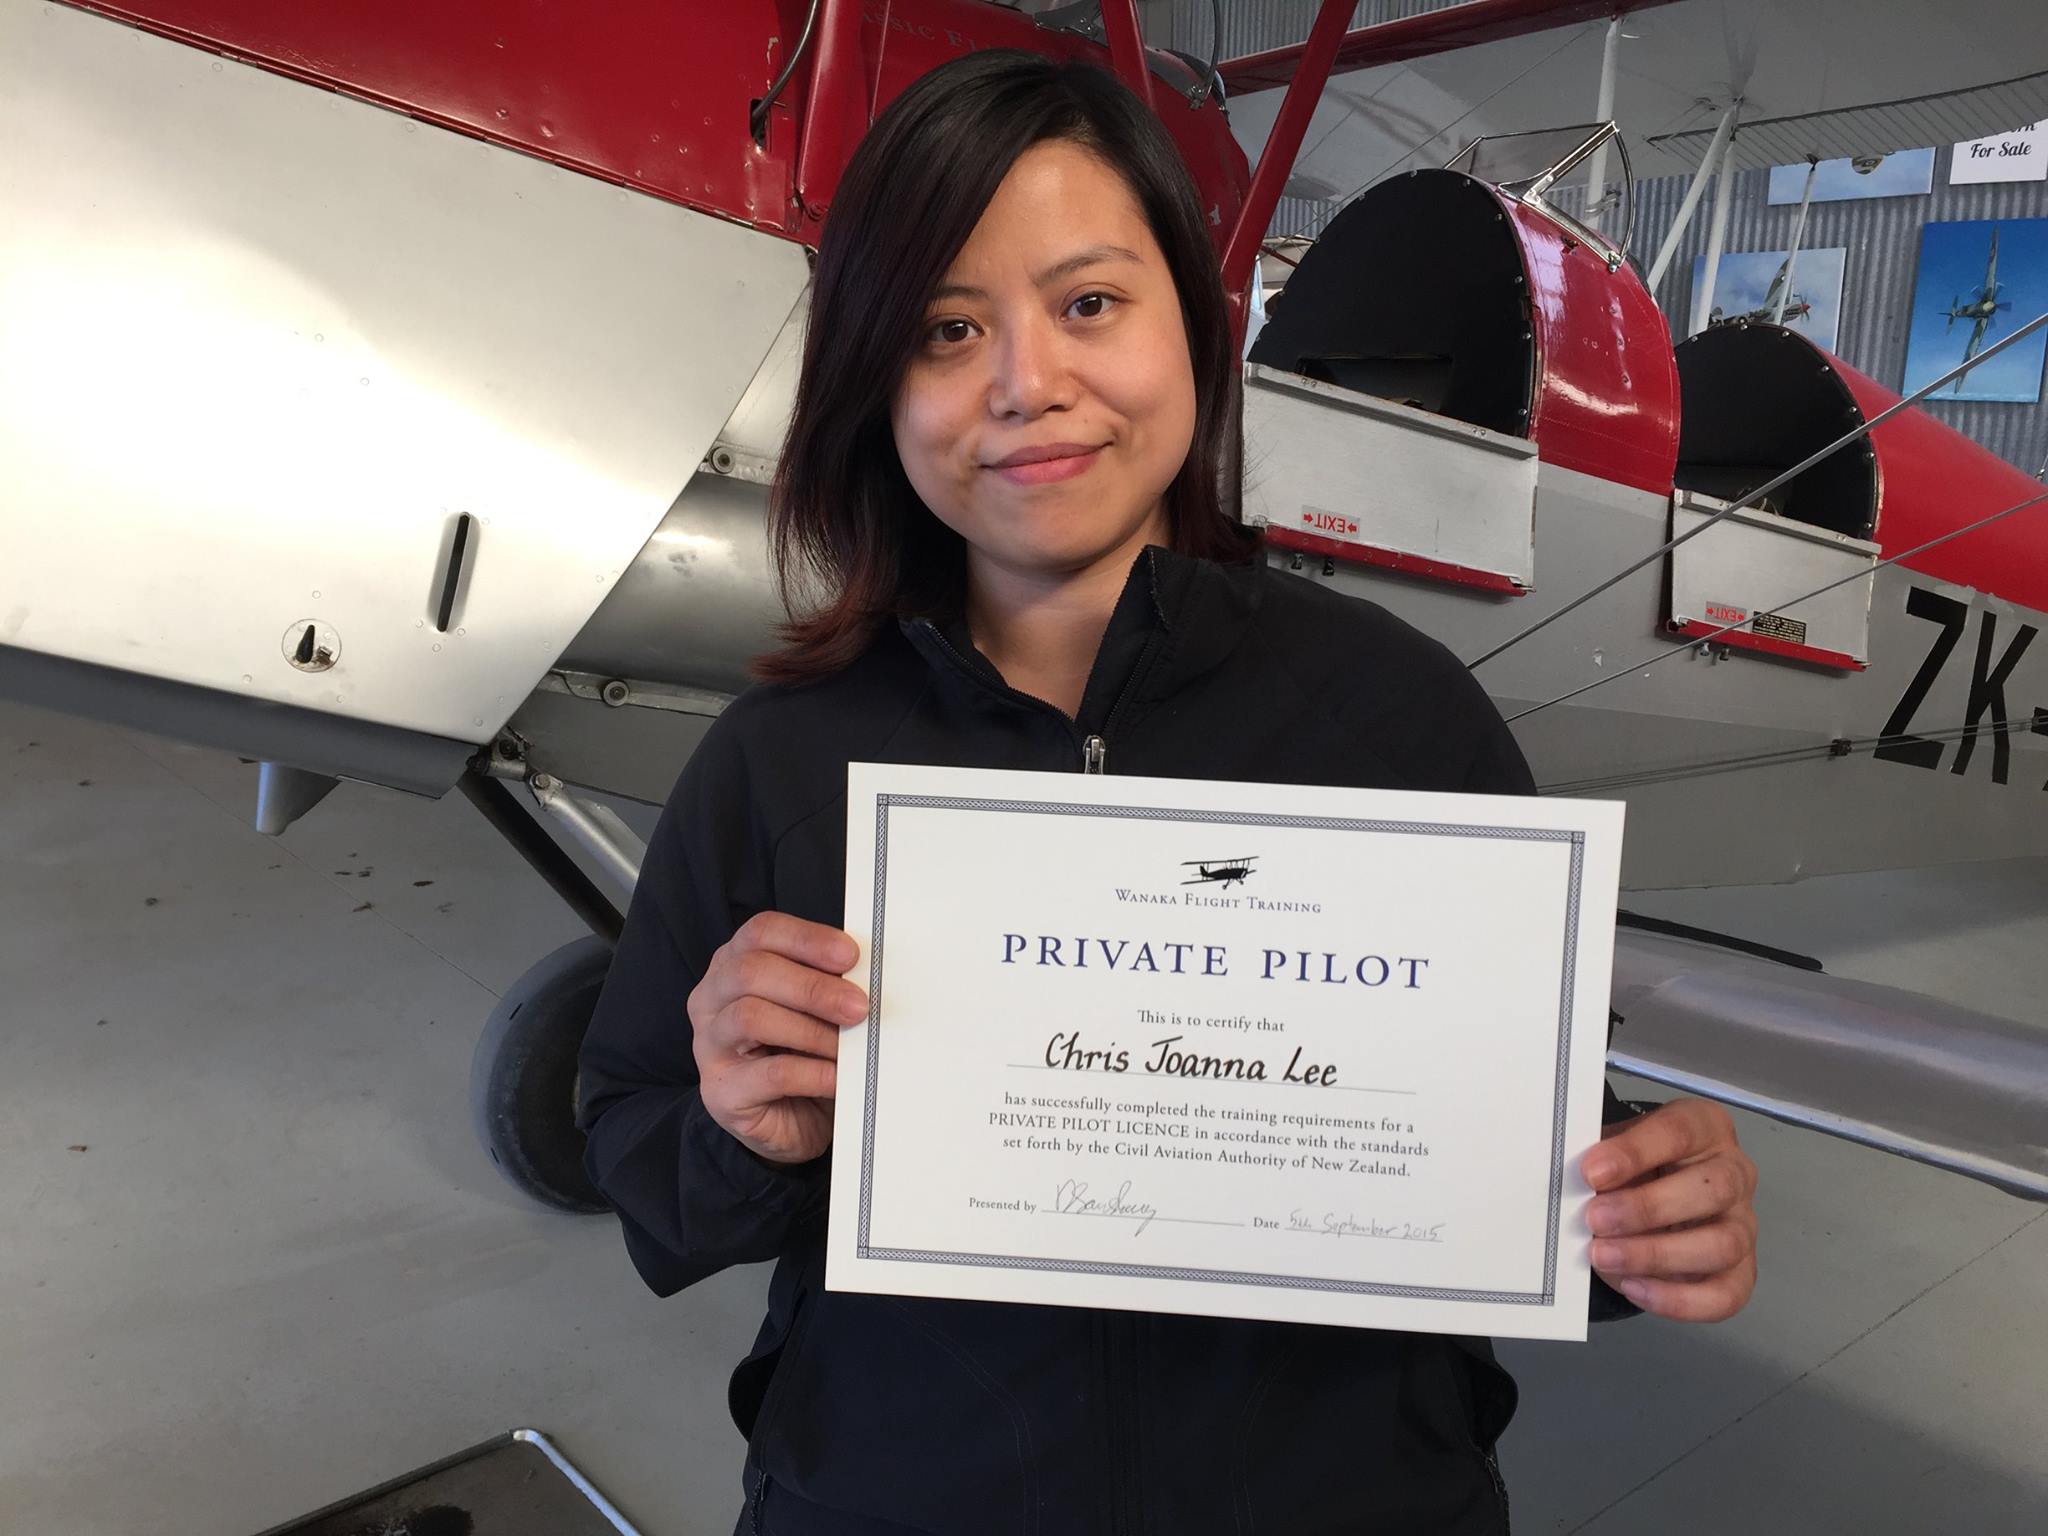 For Sale
EXIT
EXIT
ZK
WANAKA FLIGHT TRAINING
PRIVATE PILOT
This is to certify that
Chris Joanna Lee
has successfully completed the training requirements for a
PRIVATE PILOT LICENCE in accordance with the standards
set forth by the Civil Aviation Authority of New Zealand.
Presented by
Date 5th September 2015